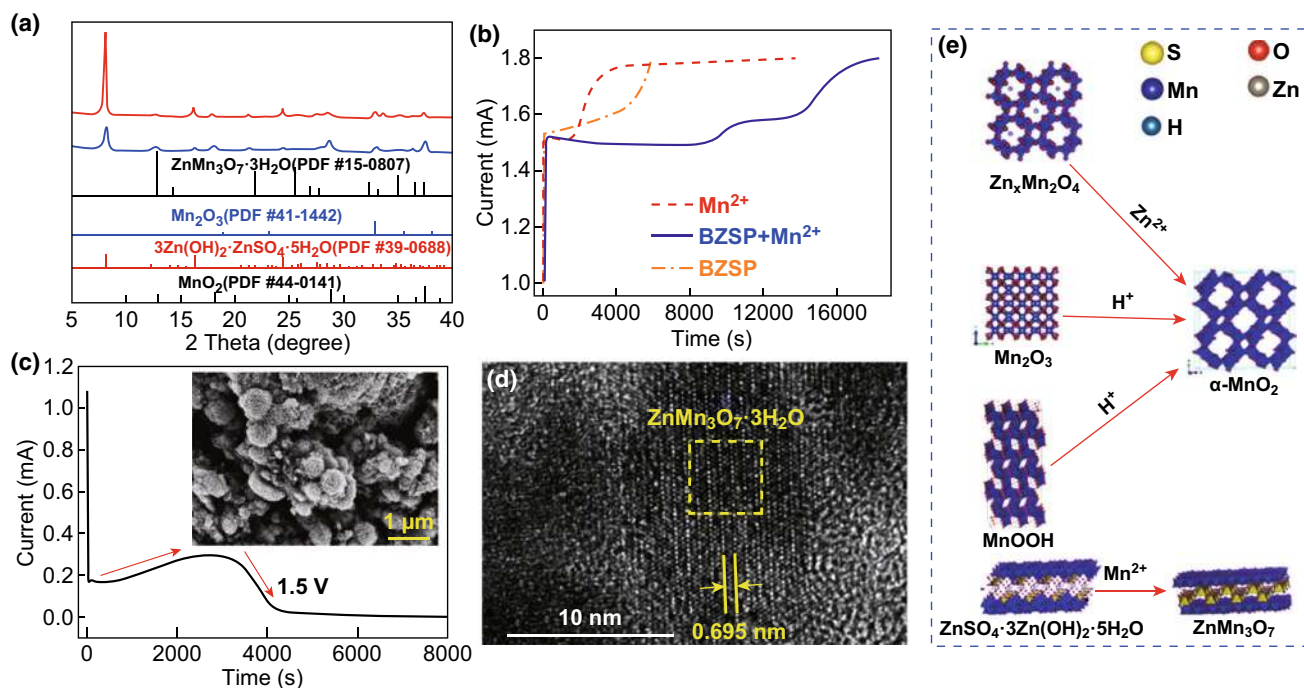 (a)
ZnMn₃O₇·3H₂O(PDF #15-0807)
Mn₂O₃(PDF #41-1442)
3Zn(OH)₂·ZnSO₄·5H₂O(PDF #39-0688)
MnO₂(PDF #44-0141)
5 10 15 20 25 30 35 40
2 Theta (degree)
(b)
Current (mA)
1.8
1.6
1.4
1.2
1.0
Mn²⁺
BZSP+Mn²⁺
BZSP
0 4000 8000 12000 16000
Time (s)
(c)
Current (mA)
1.2
1.0
0.8
0.6
0.4
0.2
0.0
1 µm
1.5 V
0 2000 4000 6000 8000
Time (s)
(d)
ZnMn₃O₇·3H₂O
10 nm
0.695 nm
(e)
S
O
Mn
Zn
H
ZnₓMn₂O₄
Zn²⁺
Mn₂O₃
H⁺
α-MnO₂
H⁺
MnOOH
Mn²⁺
ZnSO₄·3Zn(OH)₂·5H₂O
ZnMn₃O₇